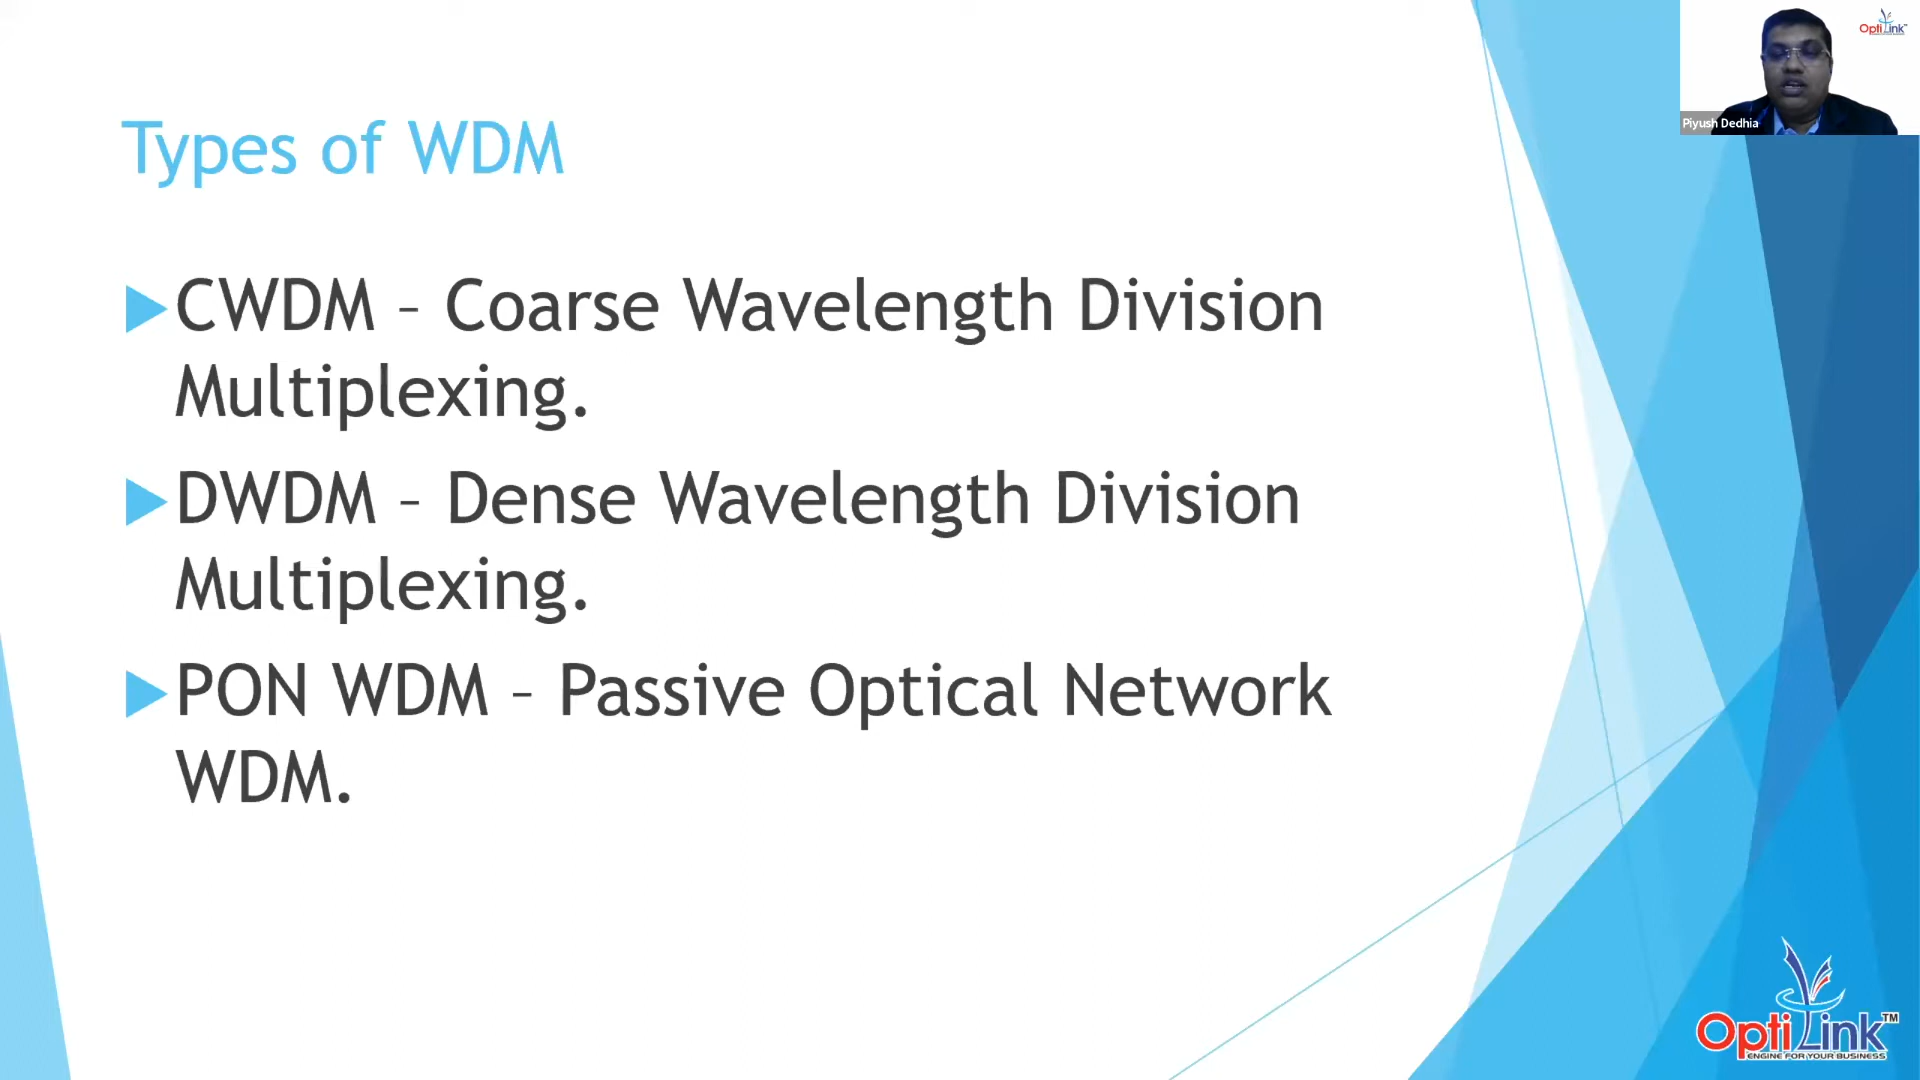 Types of WDM
CWDM – Coarse Wavelength Division
Multiplexing.
DWDM – Dense Wavelength Division
Multiplexing.
PON WDM – Passive Optical Network
WDM.
OptiLink™
Piyush Dedhia
OptiLink™
ENGINE FOR YOUR BUSINESS